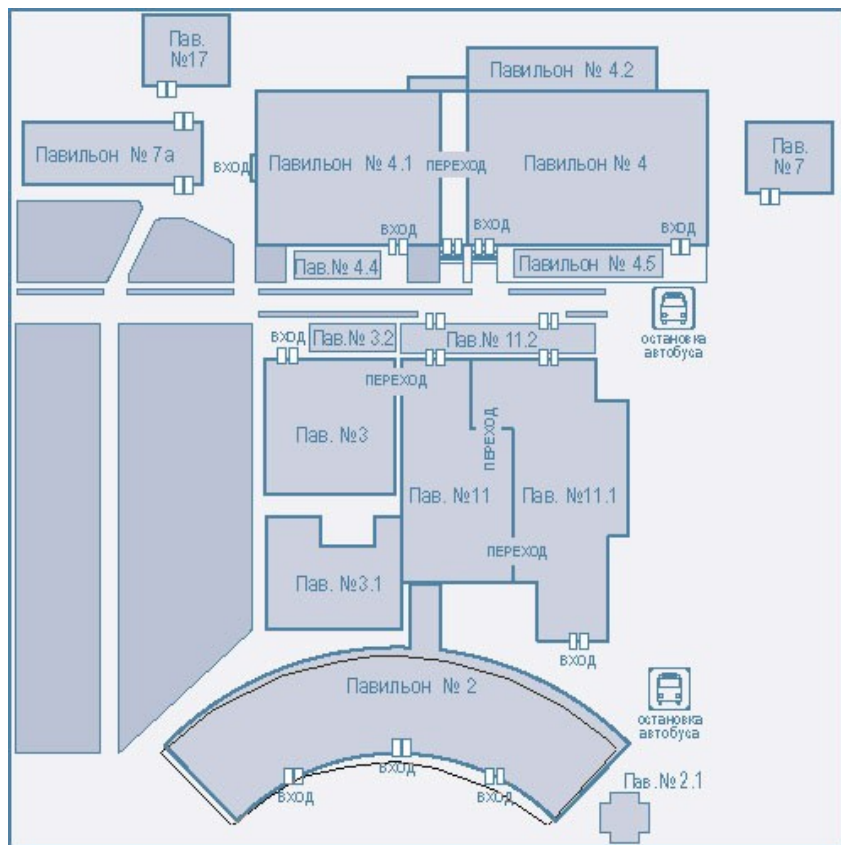 Пав.
№17
Павильон № 4.2
Павильон № 7а
ВХОД
Павильон № 4.1
ПЕРЕХОД
Павильон № 4
Пав.
№7
ВХОД
ВХОД
ВХОД
Пав.№ 4.4
Павильон № 4.5
остановка
автобуса
ВХОД
Пав.№ 3.2
Пав.№ 11.2
ПЕРЕХОД
ПЕРЕХОД
Пав. №3
Пав. №11
Пав. №11.1
ПЕРЕХОД
Пав. №3.1
ВХОД
Павильон № 2
остановка
автобуса
ВХОД
ВХОД
ВХОД
Пав.№2.1